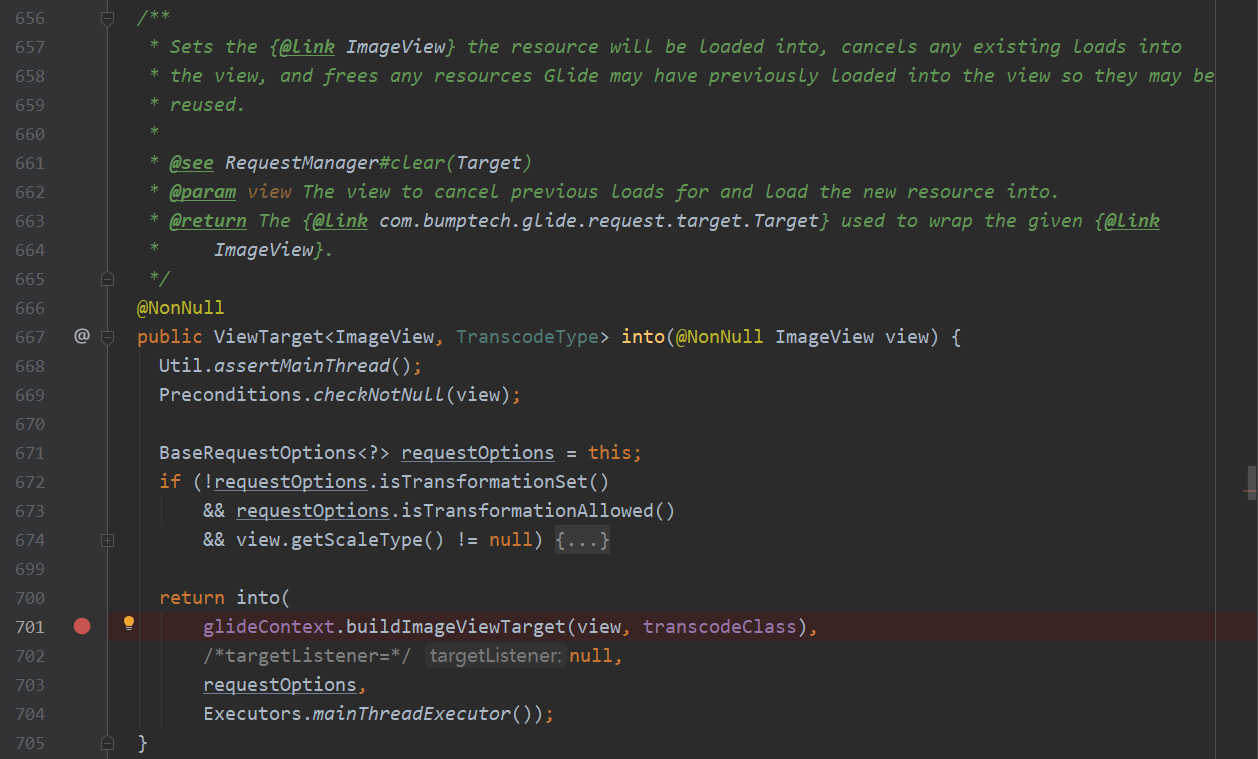 656 /**
657 * Sets the {@link ImageView} the resource will be loaded into, cancels any existing loads into
658 * the view, and frees any resources Glide may have previously loaded into the view so they may be
659 * reused.
660 *
661 * @see RequestManager#clear(Target)
662 * @param view The view to cancel previous loads for and load the new resource into.
663 * @return The {@link com.bumptech.glide.request.target.Target} used to wrap the given {@link
664 *     ImageView}.
665 */
666 @NonNull
667 @ public ViewTarget<ImageView, TranscodeType> into(@NonNull ImageView view) {
668 Util.assertMainThread();
669 Preconditions.checkNotNull(view);
670
671 BaseRequestOptions<?> requestOptions = this;
672 if (!requestOptions.isTransformationSet()
673 && requestOptions.isTransformationAllowed()
674 && view.getScaleType() != null) {...}
699
700 return into(
701 glideContext.buildImageViewTarget(view, transcodeClass),
702 /*targetListener=*/ targetListener: null,
703 requestOptions,
704 Executors.mainThreadExecutor());
705 }